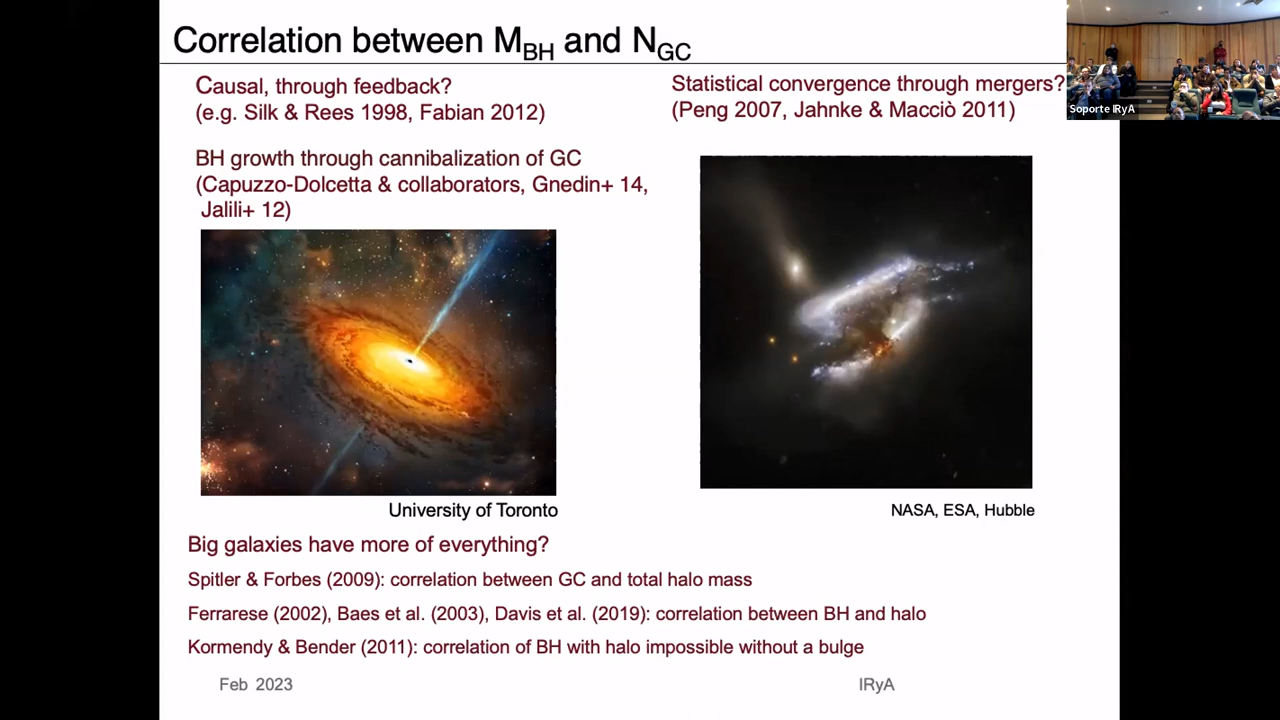 Correlation between M_BH and N_GC
Causal, through feedback?
(e.g. Silk & Rees 1998, Fabian 2012)
BH growth through cannibalization of GC
(Capuzzo-Dolcetta & collaborators, Gnedin+ 14,
Jalili+ 12)
University of Toronto
Statistical convergence through mergers?
(Peng 2007, Jahnke & Macciò 2011)
NASA, ESA, Hubble
Soporte IRyA
Big galaxies have more of everything?
Spitler & Forbes (2009): correlation between GC and total halo mass
Ferrarese (2002), Baes et al. (2003), Davis et al. (2019): correlation between BH and halo
Kormendy & Bender (2011): correlation of BH with halo impossible without a bulge
Feb 2023
IRyA